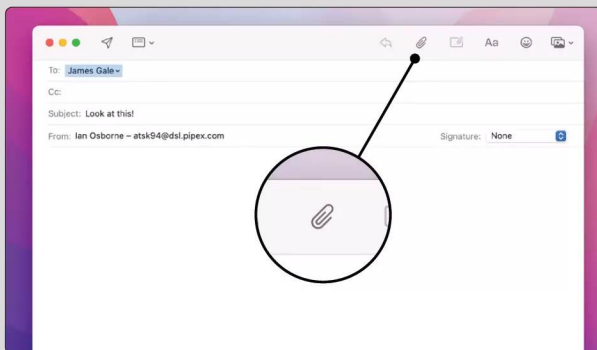 Aa
To: James Gale
Cc:
Subject: Look at this!
From: Ian Osborne – atsk94@dsl.pipex.com Signature: None